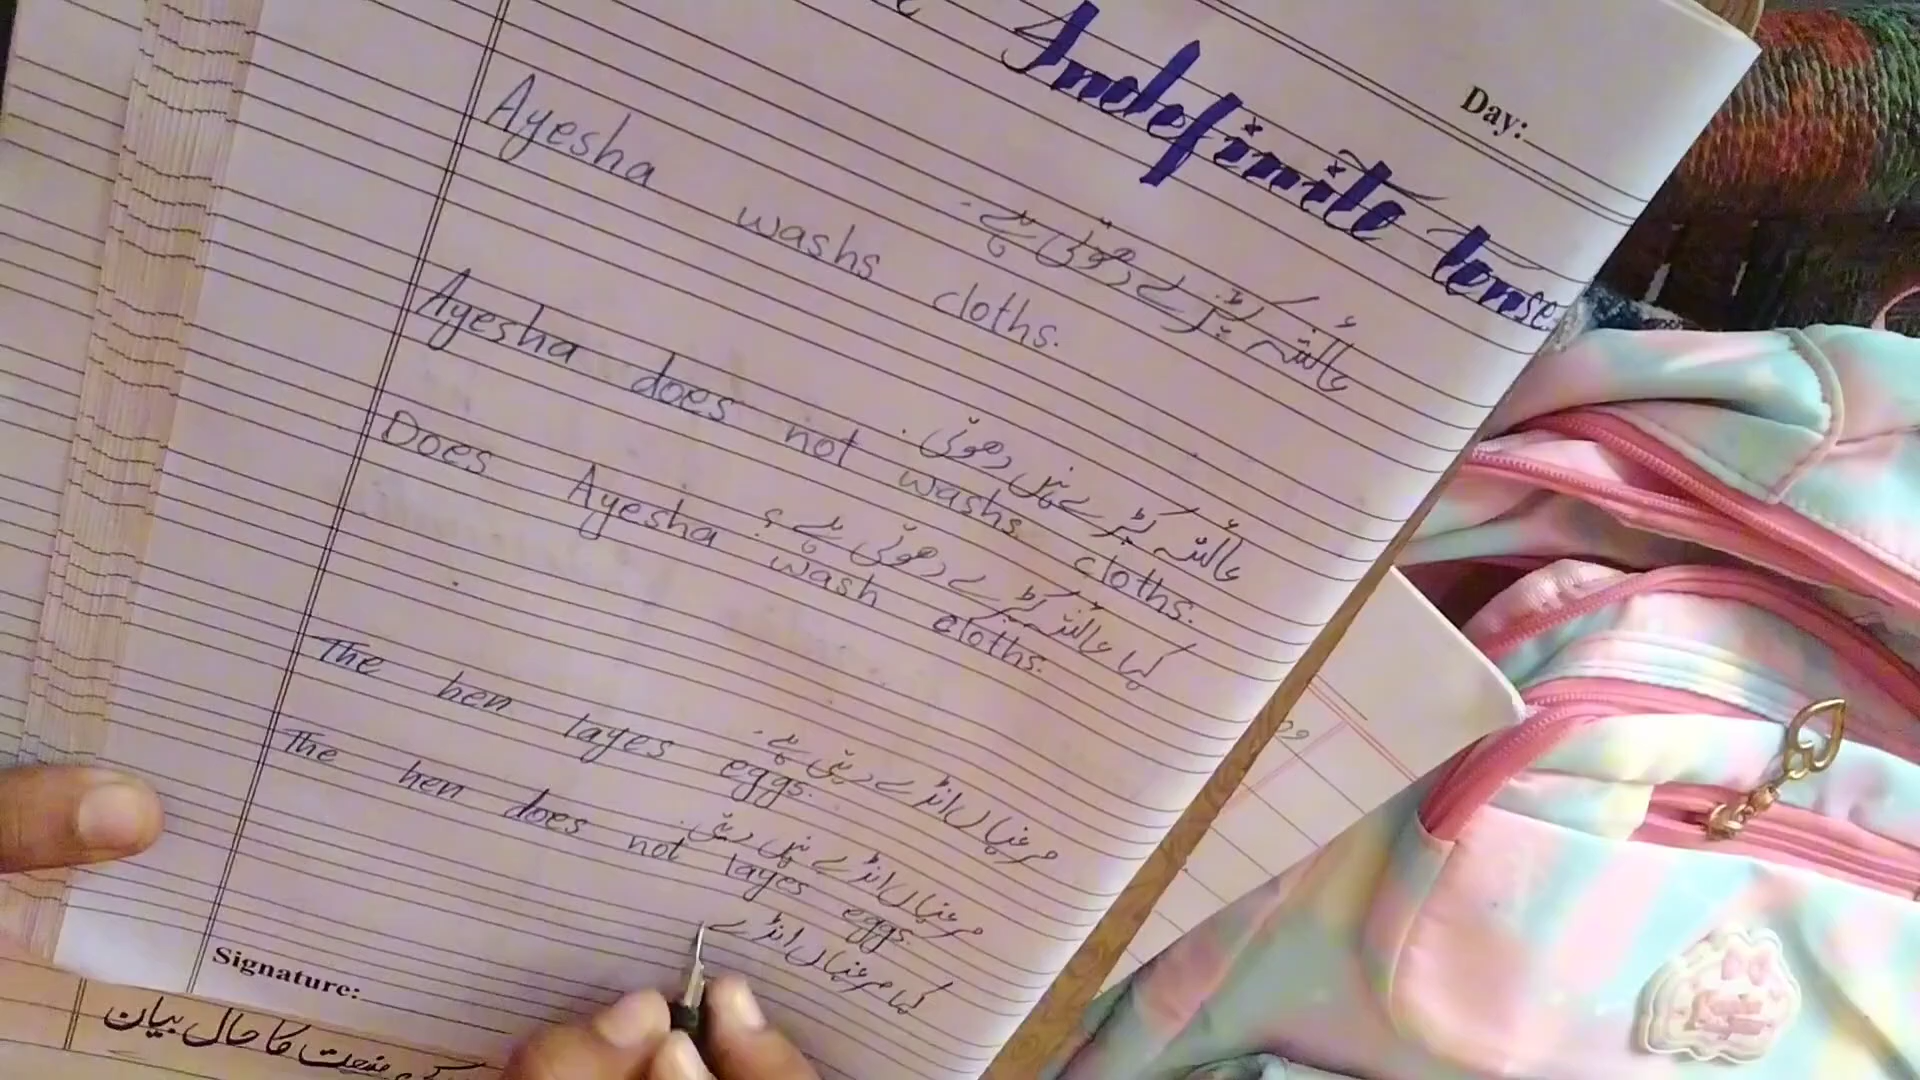 Day:
Indefinite tense
عائشہ کپڑے دھوتی ہے۔
Ayesha washs cloths.
عائشہ کپڑے نہیں دھوتی۔
Ayesha does not washs cloths.
کیا عائشہ کپڑے دھوتی ہے؟
Does Ayesha wash cloths.
مرغیاں انڈے دیتی ہے۔
The hen layes eggs.
مرغیاں انڈے نہیں دیتی۔
The hen does not layes eggs.
کیا مرغیاں انڈے
Signature:
کا حال بیان